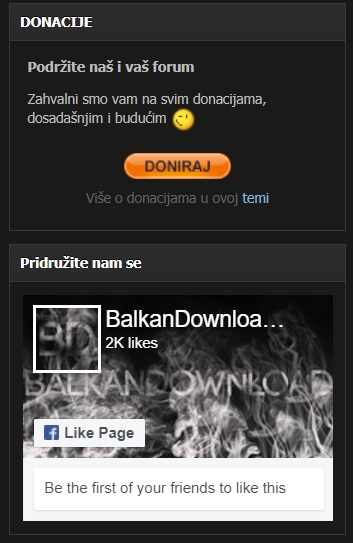 DONACIJE
Podržite naš i vaš forum
Zahvalni smo vam na svim donacijama,
dosadašnjim i budućim
DONIRAJ
Više o donacijama u ovoj temi
Pridružite nam se
BD
BalkanDownloa...
2K likes
BALKANDOWNLOAD
Like Page
Be the first of your friends to like this